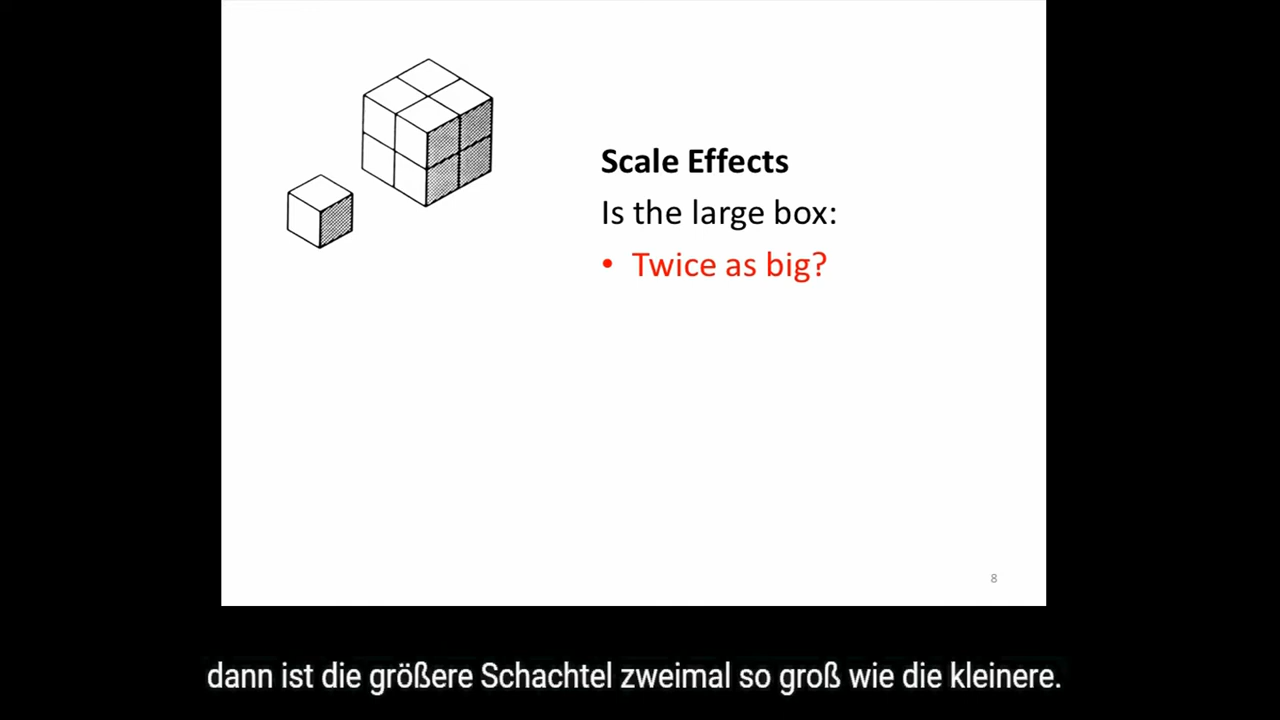 Scale Effects
Is the large box:
• Twice as big?
8
dann ist die größere Schachtel zweimal so groß wie die kleinere.